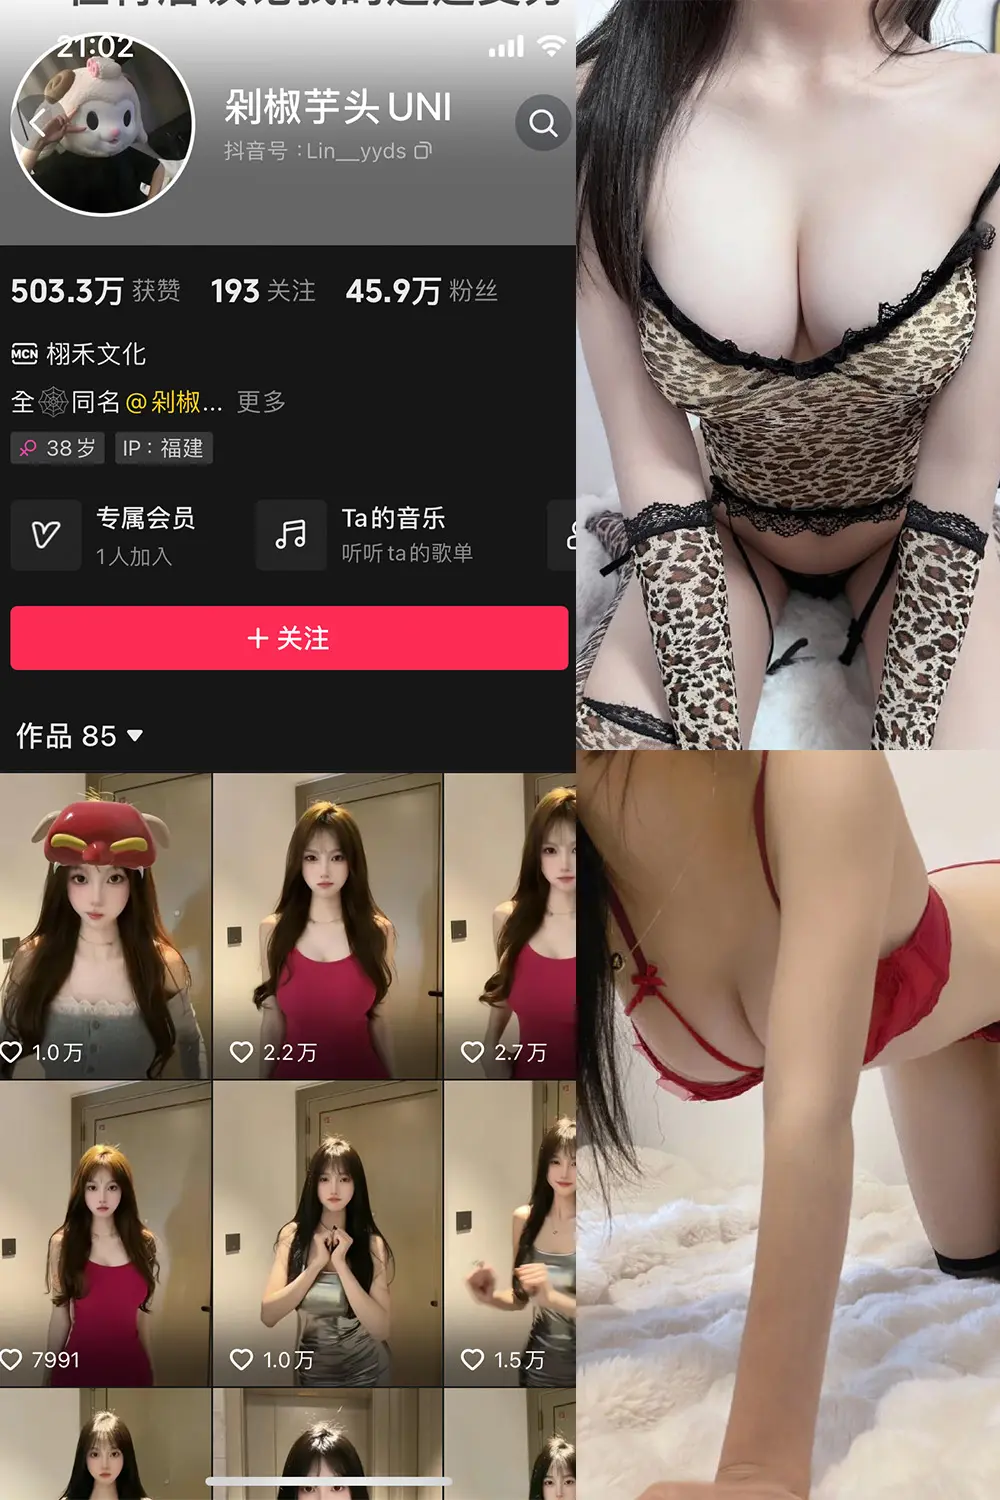 21:02
剁椒芋头UNI
抖音号：Lin__yyds
503.3万 获赞 193 关注 45.9万 粉丝
MCN 栩禾文化
全🕸同名@剁椒... 更多
38岁 IP：福建
专属会员
1人加入
Ta的音乐
听听ta的歌单
+ 关注
作品 85
1.0万 2.2万 2.7万
7991 1.0万 1.5万